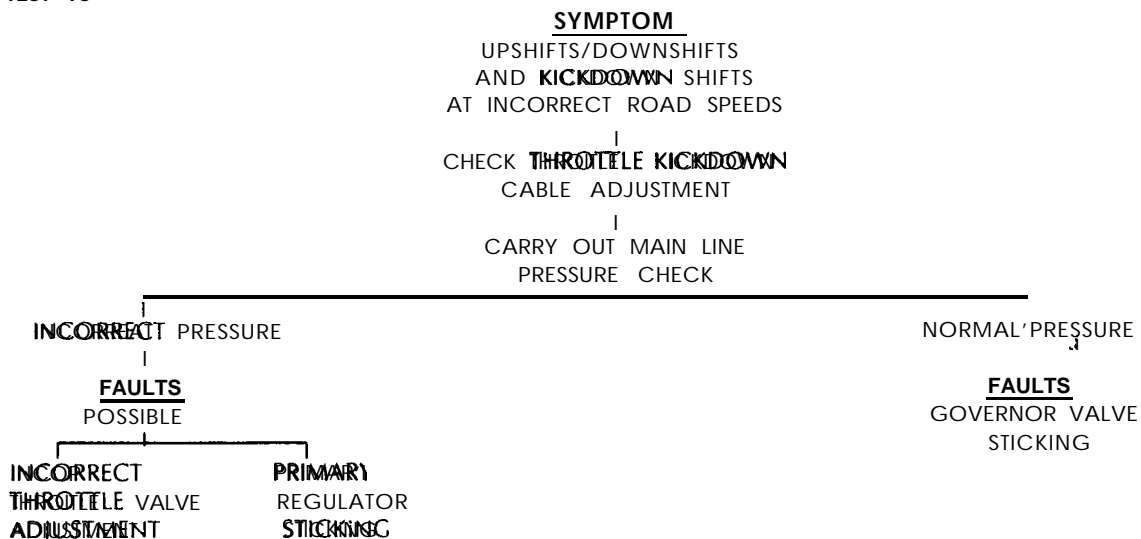 SYMPTOM
UPSHIFTS/DOWNSHIFTS
AND KICKDOWN SHIFTS
AT INCORRECT ROAD SPEEDS
CHECK THROTTLE KICKDOWN
CABLE ADJUSTMENT
CARRY OUT MAIN LINE
PRESSURE CHECK
INCORRECT PRESSURE
NORMAL'PRESSURE
FAULTS
POSSIBLE
FAULTS
GOVERNOR VALVE
STICKING
INCORRECT
THROTTLE VALVE
ADJUSTMENT
PRIMARY
REGULATOR
STICKING